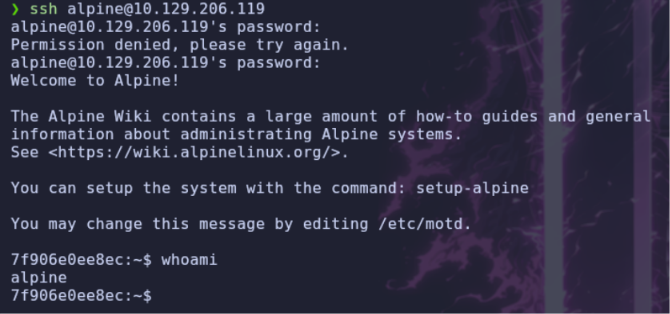 ❯ ssh alpine@10.129.206.119
alpine@10.129.206.119's password:
Permission denied, please try again.
alpine@10.129.206.119's password:
Welcome to Alpine!
The Alpine Wiki contains a large amount of how-to guides and general
information about administrating Alpine systems.
See <https://wiki.alpinelinux.org/>.
You can setup the system with the command: setup-alpine
You may change this message by editing /etc/motd.
7f906e0ee8ec:~$ whoami
alpine
7f906e0ee8ec:~$